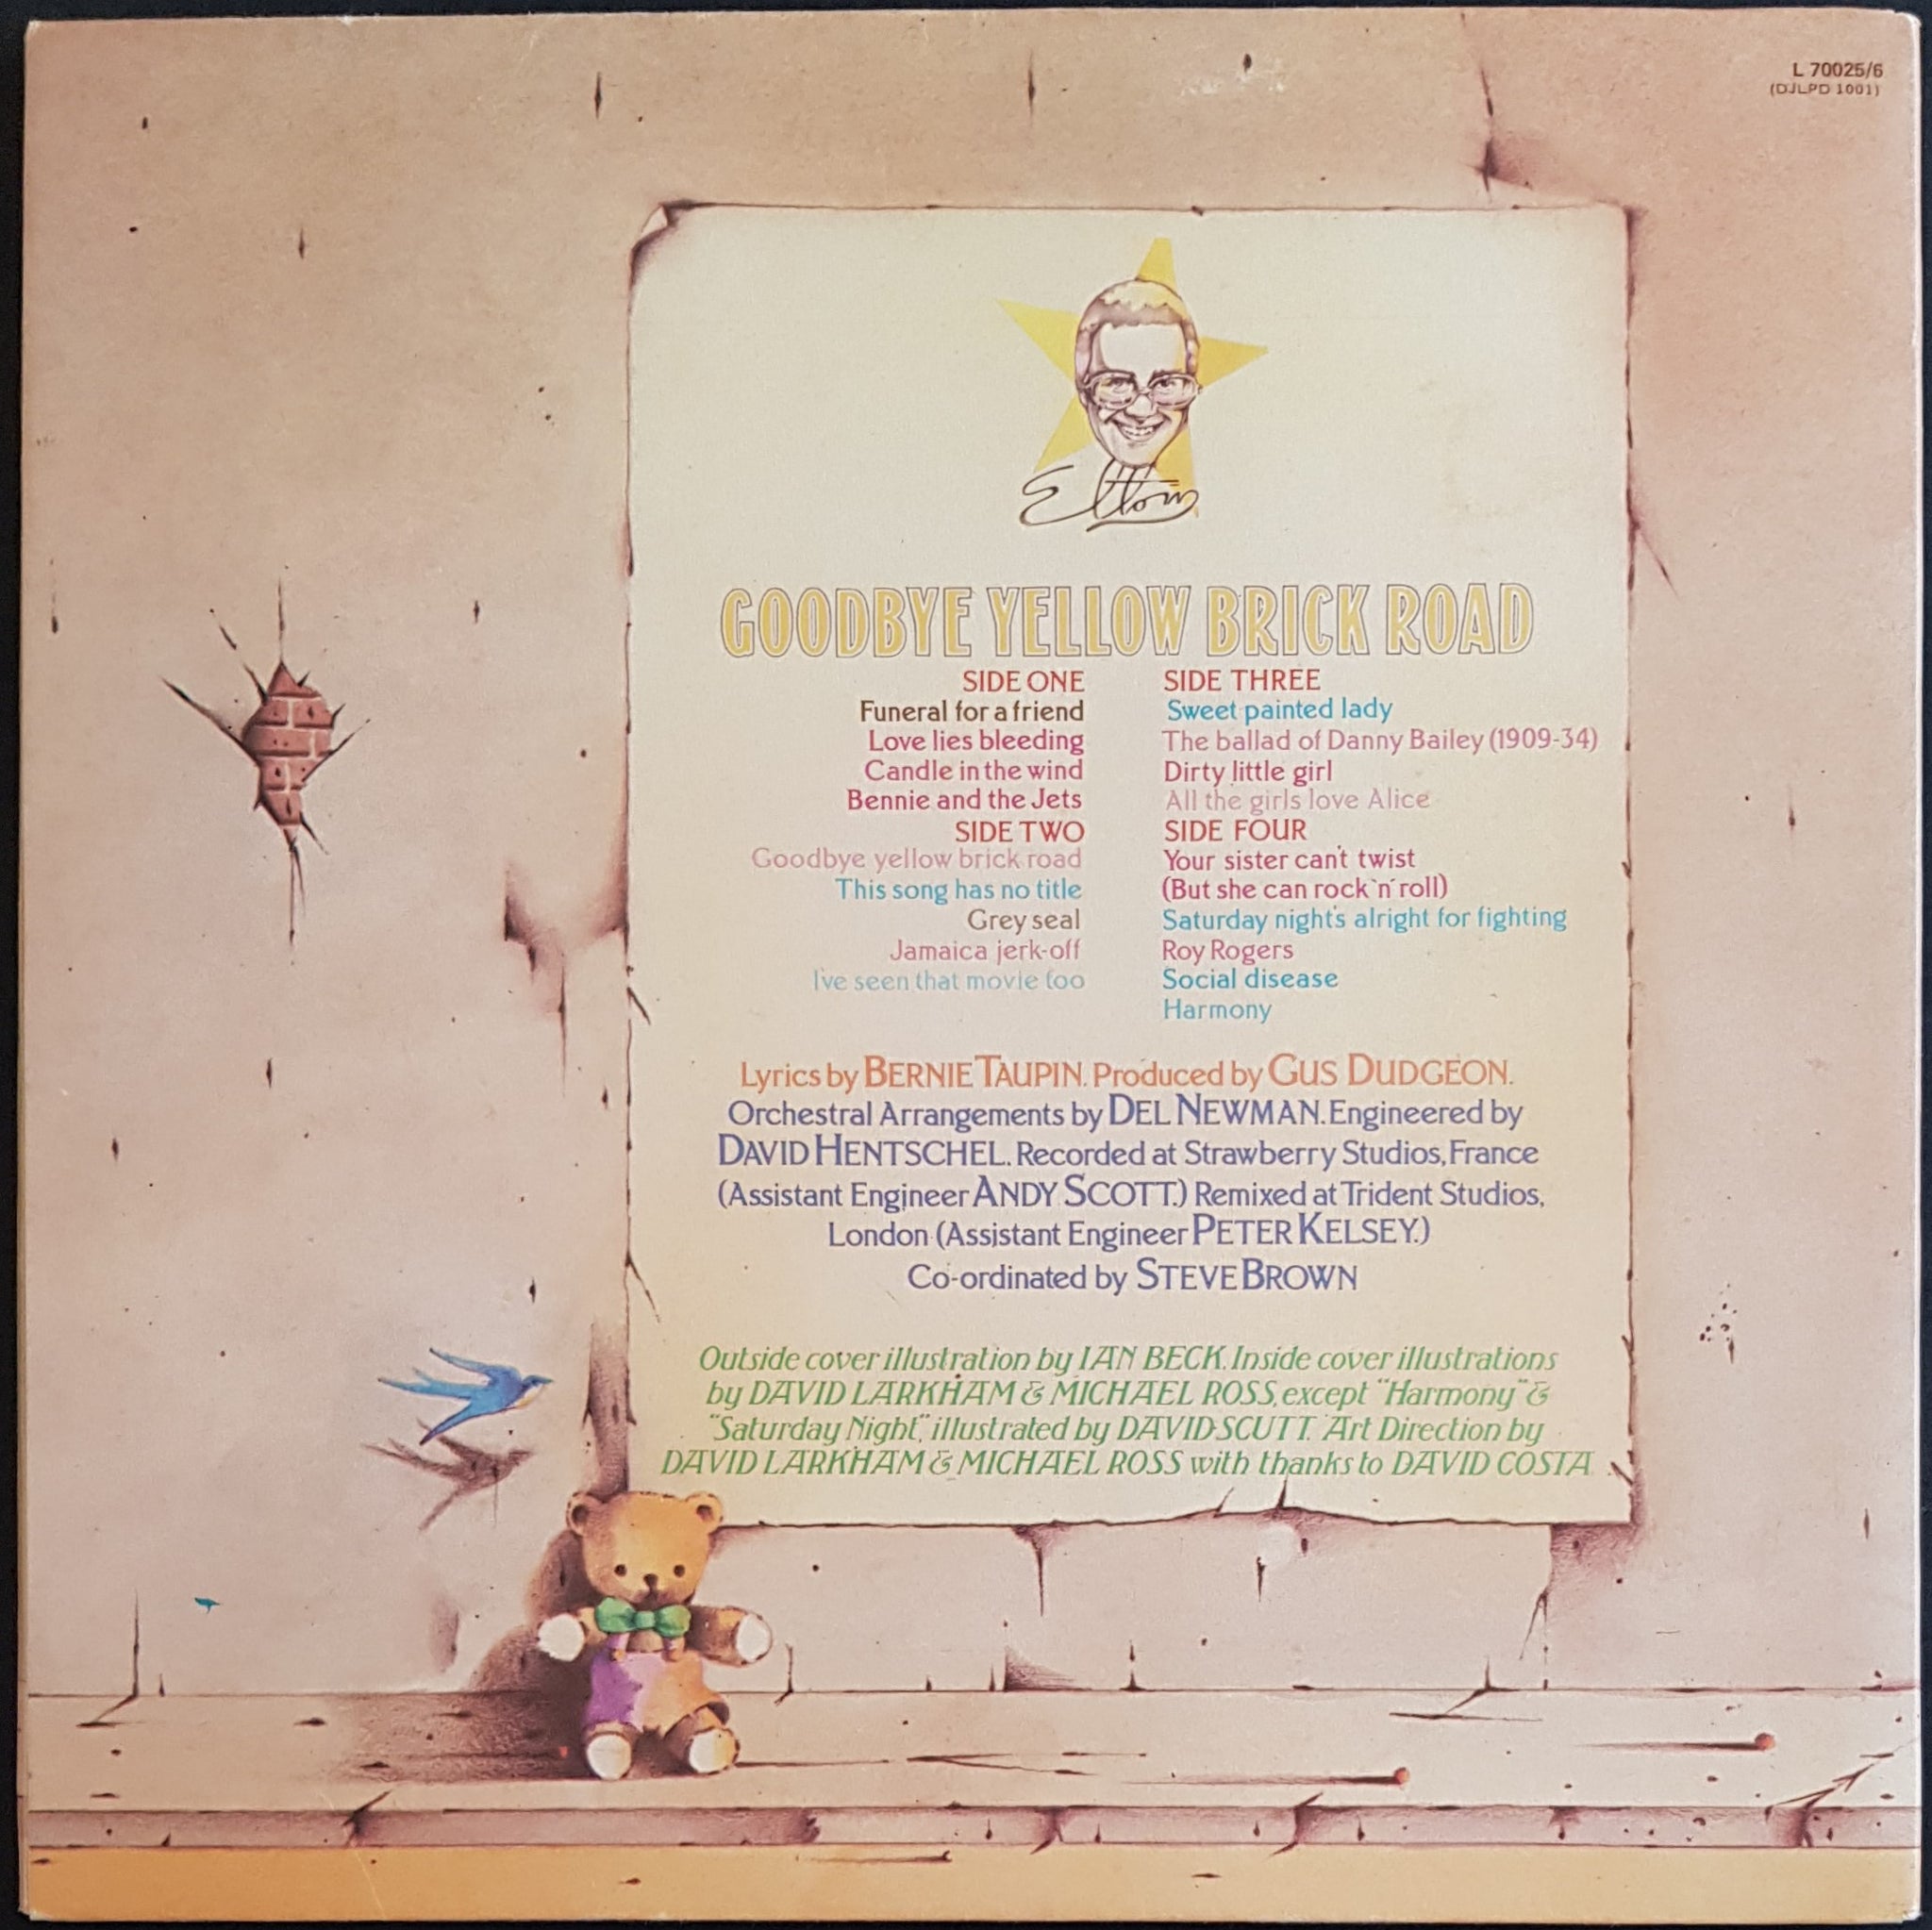 L 70025/6
(DJLPD 1001)
Elton
GOODBYE YELLOW BRICK ROAD
SIDE ONE
Funeral for a friend
Love lies bleeding
Candle in the wind
Bennie and the Jets
SIDE TWO
Goodbye yellow brick road
This song has no title
Grey seal
Jamaica jerk-off
I've seen that movie too
SIDE THREE
Sweet painted lady
The ballad of Danny Bailey (1909-34)
Dirty little girl
All the girls love Alice
SIDE FOUR
Your sister can't twist
(But she can rock 'n' roll)
Saturday night's alright for fighting
Roy Rogers
Social disease
Harmony
Lyrics by BERNIE TAUPIN. Produced by GUS DUDGEON.
Orchestral Arrangements by DEL NEWMAN. Engineered by
DAVID HENTSCHEL. Recorded at Strawberry Studios, France
(Assistant Engineer ANDY SCOTT.) Remixed at Trident Studios,
London (Assistant Engineer PETER KELSEY.)
Co-ordinated by STEVE BROWN
Outside cover illustration by IAN BECK. Inside cover illustrations
by DAVID LARKHAM & MICHAEL ROSS, except "Harmony" &
"Saturday Night", illustrated by DAVID SCUTT. Art Direction by
DAVID LARKHAM & MICHAEL ROSS with thanks to DAVID COSTA